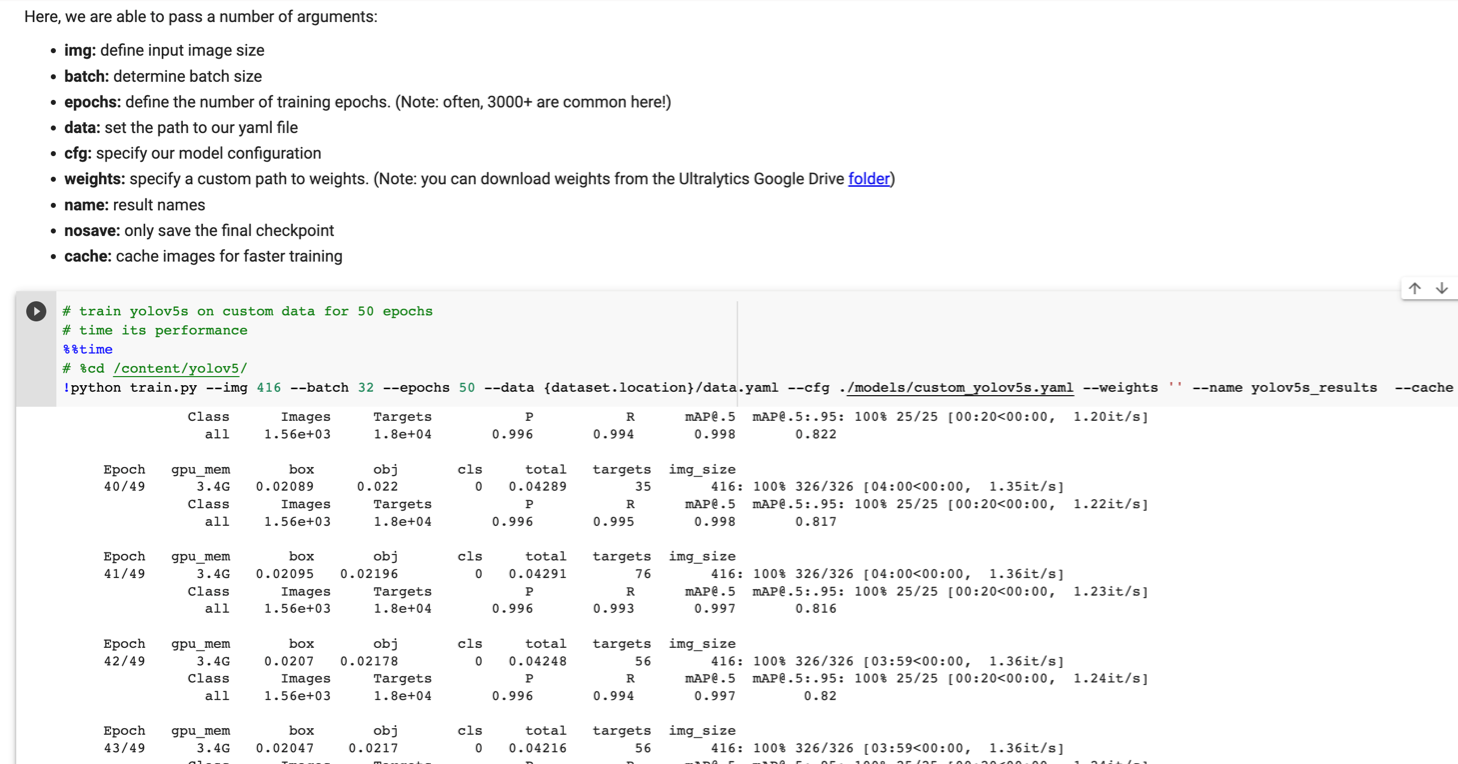 Here, we are able to pass a number of arguments:
• img: define input image size
• batch: determine batch size
• epochs: define the number of training epochs. (Note: often, 3000+ are common here!)
• data: set the path to our yaml file
• cfg: specify our model configuration
• weights: specify a custom path to weights. (Note: you can download weights from the Ultralytics Google Drive folder)
• name: result names
• nosave: only save the final checkpoint
• cache: cache images for faster training
# train yolov5s on custom data for 50 epochs
# time its performance
%%time
# %cd /content/yolov5/
!python train.py --img 416 --batch 32 --epochs 50 --data {dataset.location}/data.yaml --cfg ./models/custom_yolov5s.yaml --weights '' --name yolov5s_results --cache
Class Images Targets P R mAP@.5 mAP@.5:.95: 100% 25/25 [00:20<00:00, 1.20it/s]
all 1.56e+03 1.8e+04 0.996 0.994 0.998 0.822
Epoch gpu_mem box obj cls total targets img_size
40/49 3.4G 0.02089 0.022 0 0.04289 35 416: 100% 326/326 [04:00<00:00, 1.35it/s]
Class Images Targets P R mAP@.5 mAP@.5:.95: 100% 25/25 [00:20<00:00, 1.22it/s]
all 1.56e+03 1.8e+04 0.996 0.995 0.998 0.817
Epoch gpu_mem box obj cls total targets img_size
41/49 3.4G 0.02095 0.02196 0 0.04291 76 416: 100% 326/326 [04:00<00:00, 1.36it/s]
Class Images Targets P R mAP@.5 mAP@.5:.95: 100% 25/25 [00:20<00:00, 1.23it/s]
all 1.56e+03 1.8e+04 0.996 0.993 0.997 0.816
Epoch gpu_mem box obj cls total targets img_size
42/49 3.4G 0.0207 0.02178 0 0.04248 56 416: 100% 326/326 [03:59<00:00, 1.36it/s]
Class Images Targets P R mAP@.5 mAP@.5:.95: 100% 25/25 [00:20<00:00, 1.24it/s]
all 1.56e+03 1.8e+04 0.996 0.994 0.997 0.82
Epoch gpu_mem box obj cls total targets img_size
43/49 3.4G 0.02047 0.0217 0 0.04216 56 416: 100% 326/326 [03:59<00:00, 1.36it/s]